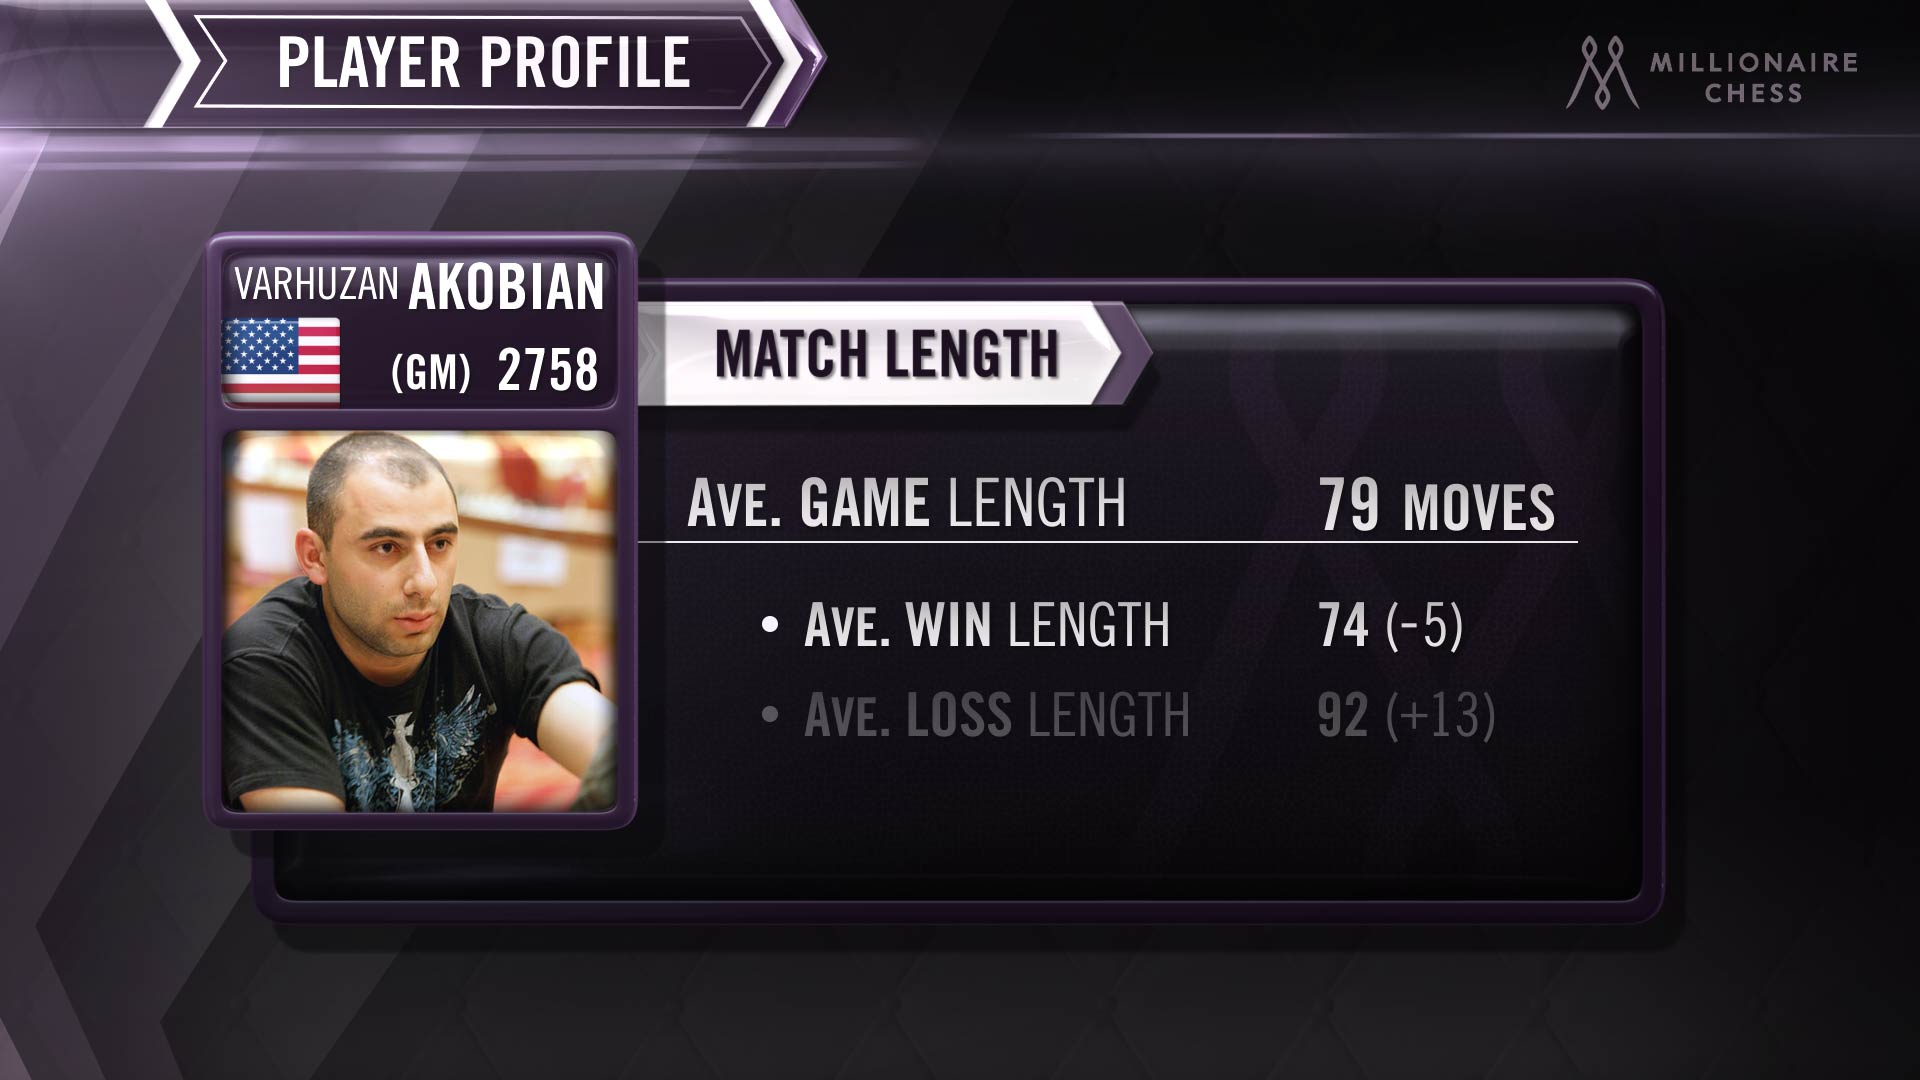 PLAYER PROFILE
MILLIONAIRE
CHESS
VARHUZAN AKOBIAN
(GM) 2758
MATCH LENGTH
AVE. GAME LENGTH 79 MOVES
• AVE. WIN LENGTH 74 (-5)
• AVE. LOSS LENGTH 92 (+13)